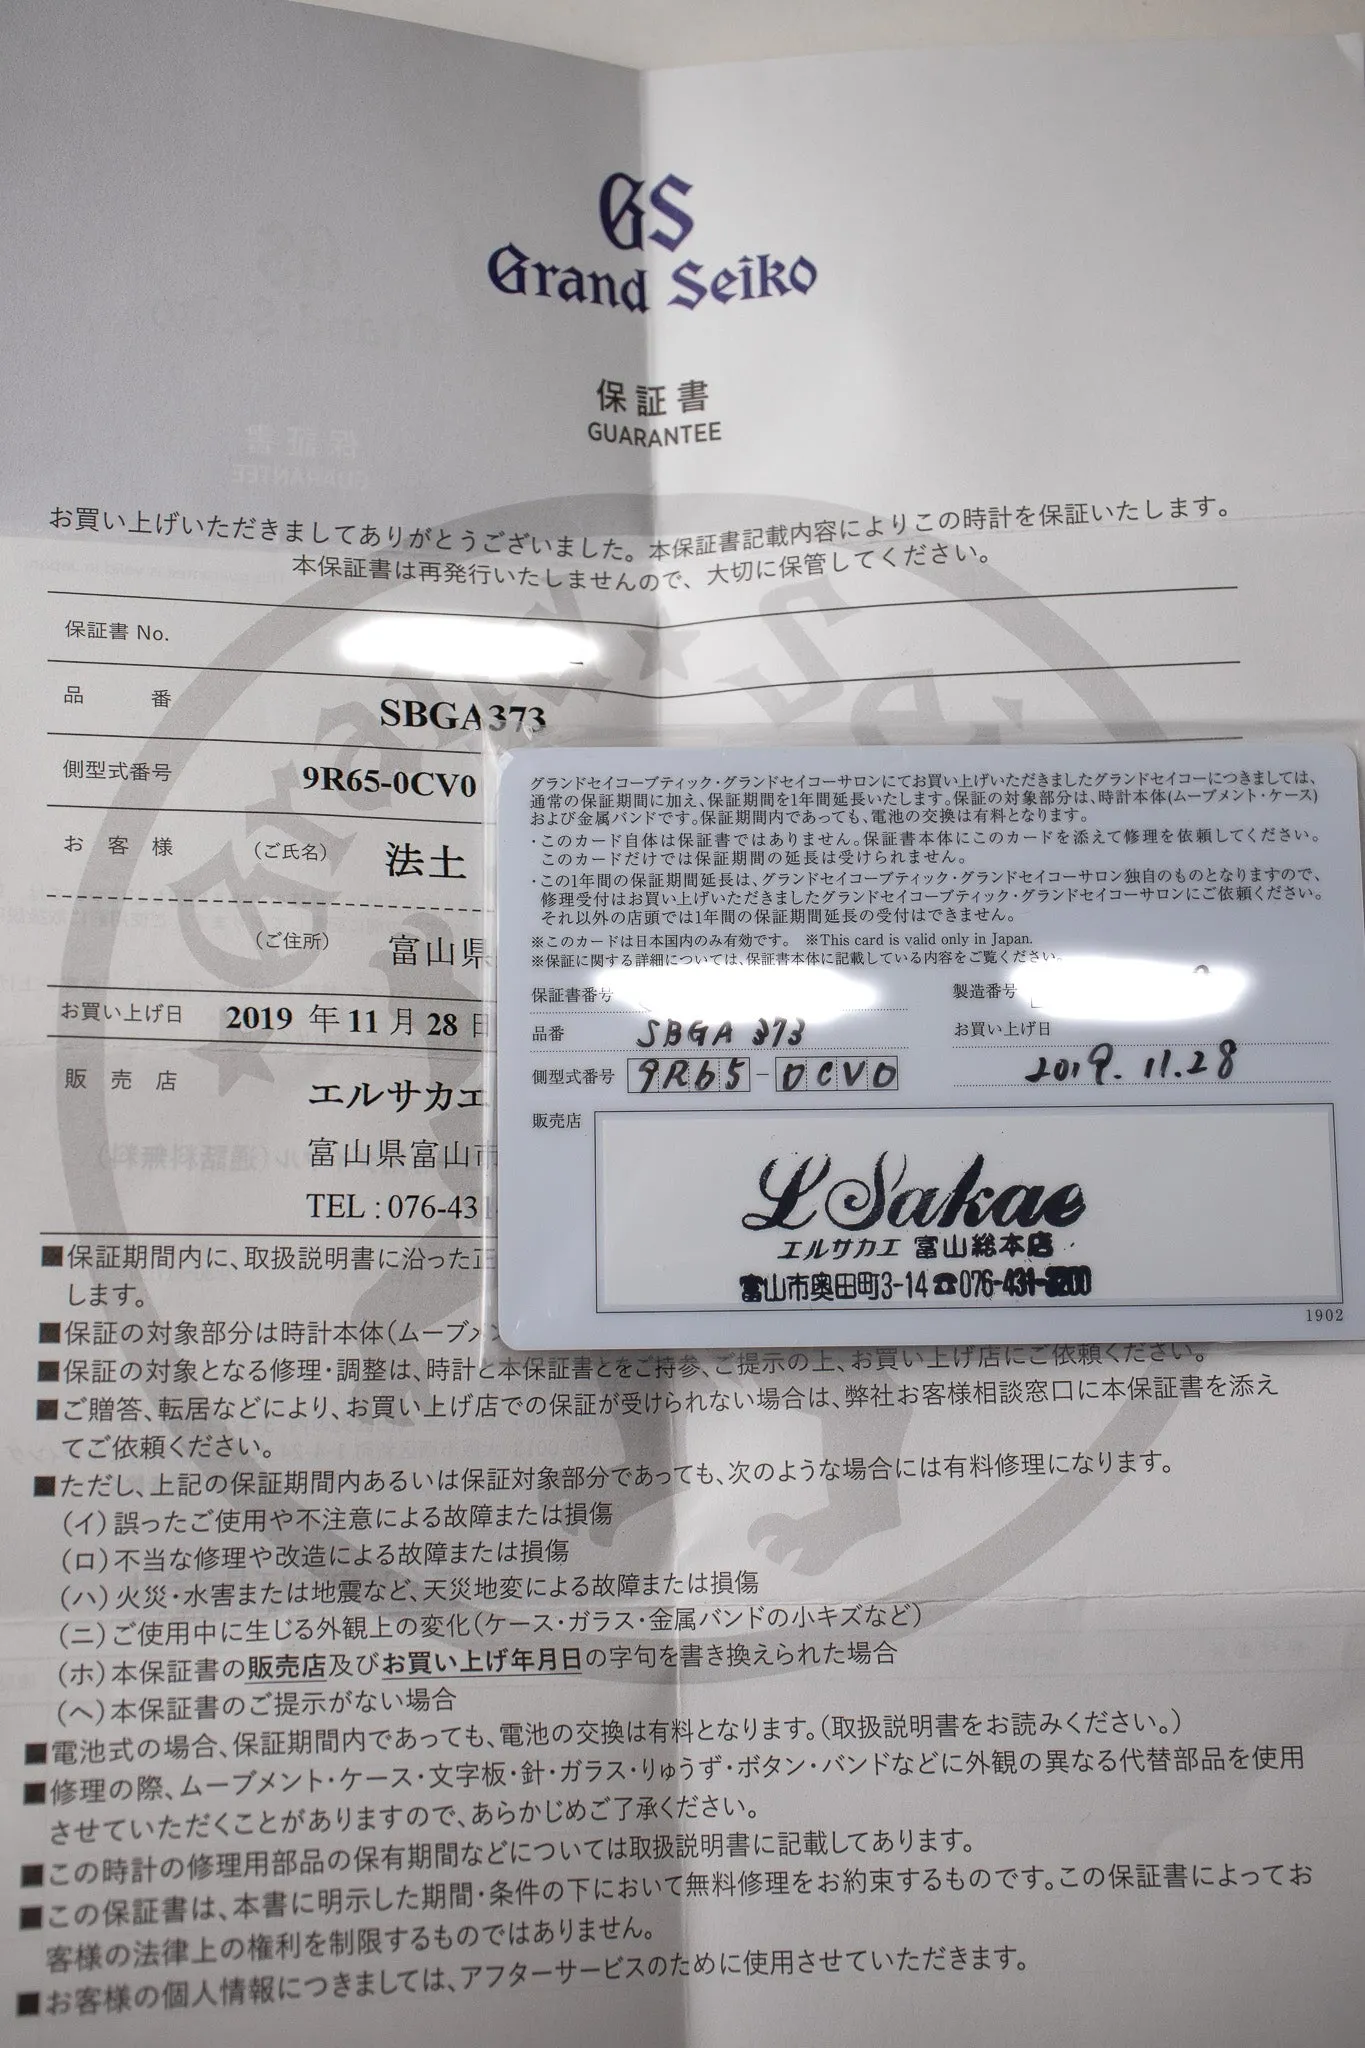 GS
Grand Seiko
保証書
GUARANTEE
お買い上げいただきましてありがとうございました。本保証書記載内容によりこの時計を保証いたします。
本保証書は再発行いたしませんので、大切に保管してください。
保証書 No.
品番 SBGA373
側型式番号 9R65-0CV0
お客様 (ご氏名) 法土
(ご住所) 富山県
お買い上げ日 2019 年 11 月 28 日
販売店 エルサカエ
富山県富山市
TEL : 076-431-
■保証期間内に、取扱説明書に沿った正
します。
■保証の対象部分は時計本体(ムーブメン
■保証の対象となる修理・調整は、時計と本保証書とをご持参、ご提示の上、お買い上げ店にご依頼ください。
■ご贈答、転居などにより、お買い上げ店での保証が受けられない場合は、弊社お客様相談窓口に本保証書を添え
てご依頼ください。
■ただし、上記の保証期間内あるいは保証対象部分であっても、次のような場合には有料修理になります。
(イ)誤ったご使用や不注意による故障または損傷
(ロ)不当な修理や改造による故障または損傷
(ハ)火災・水害または地震など、天災地変による故障または損傷
(ニ)ご使用中に生じる外観上の変化(ケース・ガラス・金属バンドの小キズなど)
(ホ)本保証書の販売店及びお買い上げ年月日の字句を書き換えられた場合
(ヘ)本保証書のご提示がない場合
■電池式の場合、保証期間内であっても、電池の交換は有料となります。(取扱説明書をお読みください。)
■修理の際、ムーブメント・ケース・文字板・針・ガラス・りゅうず・ボタン・バンドなどに外観の異なる代替部品を使用
させていただくことがありますので、あらかじめご了承ください。
■この時計の修理用部品の保有期間などについては取扱説明書に記載してあります。
■この保証書は、本書に明示した期間・条件の下において無料修理をお約束するものです。この保証書によってお
客様の法律上の権利を制限するものではありません。
■お客様の個人情報につきましては、アフターサービスのために使用させていただきます。
グランドセイコーブティック・グランドセイコーサロンにてお買い上げいただきましたグランドセイコーにつきましては、
通常の保証期間に加え、保証期間を1年間延長いたします。保証の対象部分は、時計本体(ムーブメント・ケース)
および金属バンドです。保証期間内であっても、電池の交換は有料となります。
・このカード自体は保証書ではありません。保証書本体にこのカードを添えて修理を依頼してください。
このカードだけでは保証期間の延長は受けられません。
・この1年間の保証期間延長は、グランドセイコーブティック・グランドセイコーサロン独自のものとなりますので、
修理受付はお買い上げいただきましたグランドセイコーブティック・グランドセイコーサロンにご依頼ください。
それ以外の店頭では1年間の保証期間延長の受付はできません。
※このカードは日本国内のみ有効です。 ※This card is valid only in Japan.
※保証に関する詳細については、保証書本体に記載している内容をご覧ください。
保証書番号
製造番号
品番 SBGA 373
お買い上げ日
側型式番号 9R65-0CV0
2019. 11.28
販売店
L Sakae
エルサカエ 富山総本店
富山市奥田町3-14☎076-431-
1902